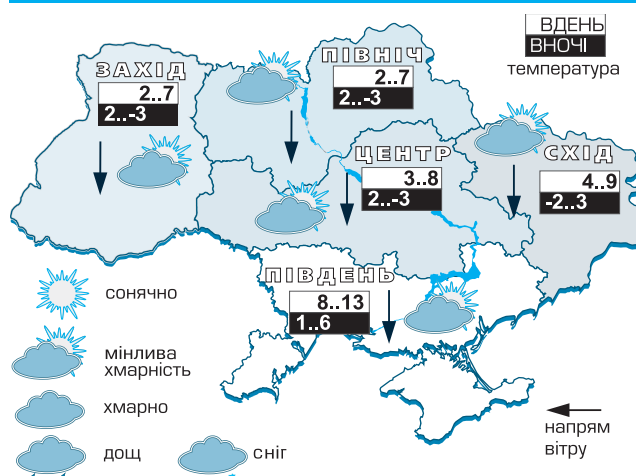 ВДЕНЬ
ВНОЧІ
температура
ЗАХІД
2..7
2..-3
ПІВНІЧ
2..7
2..-3
ЦЕНТР
3..8
2..-3
СХІД
4..9
-2..3
ПІВДЕНЬ
8..13
1..6
сонячно
мінлива
хмарність
хмарно
дощ
сніг
напрям
вітру